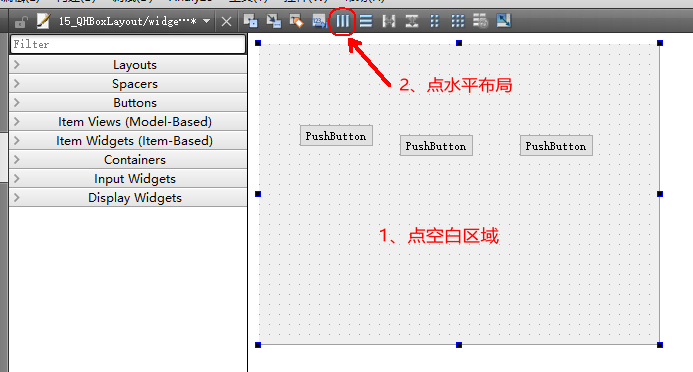 15_QHBoxLayout/widge…*
Filter
Layouts
Spacers
Buttons
Item Views (Model-Based)
Item Widgets (Item-Based)
Containers
Input Widgets
Display Widgets
2、点水平布局
PushButton
PushButton
PushButton
1、点空白区域